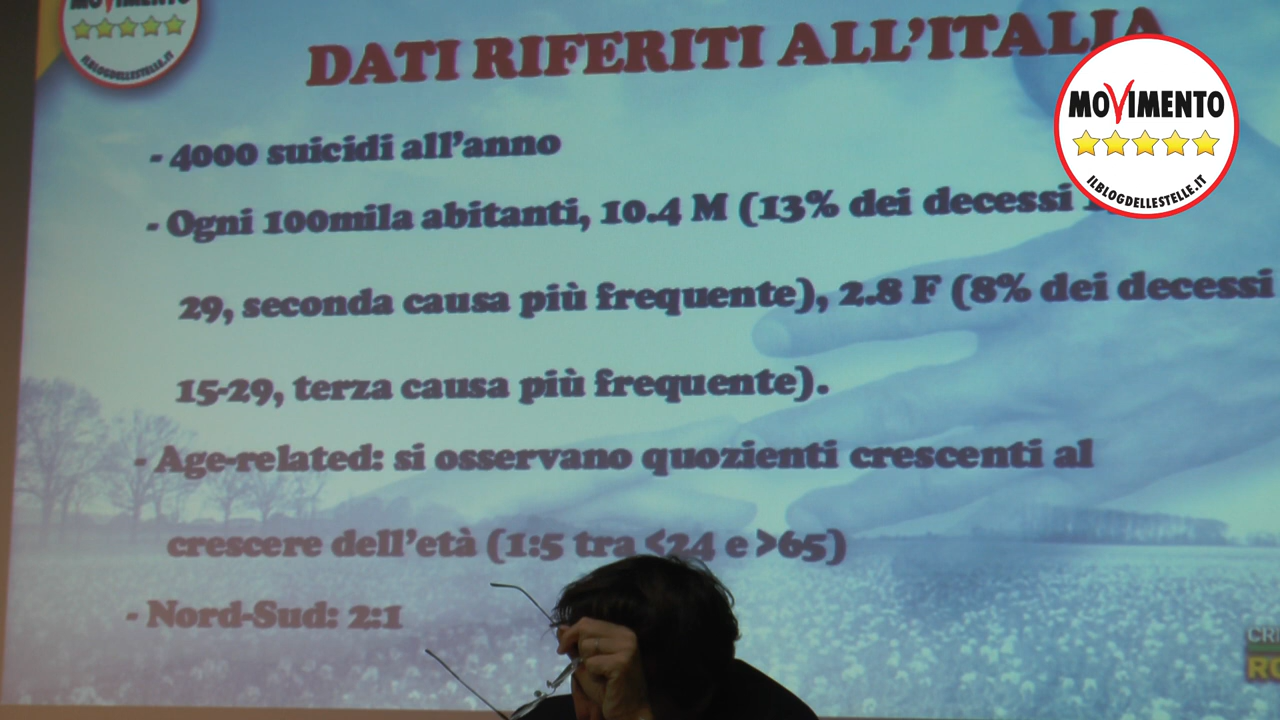 MOVIMENTO
ILBLOGDELLESTELLE.IT
DATI RIFERITI ALL'ITALIA
MOVIMENTO
ILBLOGDELLESTELLE.IT
- 4000 suicidi all'anno
- Ogni 100mila abitanti, 10.4 M (13% dei decessi
29, seconda causa più frequente), 2.8 F (8% dei decessi
15-29, terza causa più frequente).
- Age-related: si osservano quozienti crescenti al
crescere dell'età (1:5 tra <24 e >65)
- Nord-Sud: 2:1